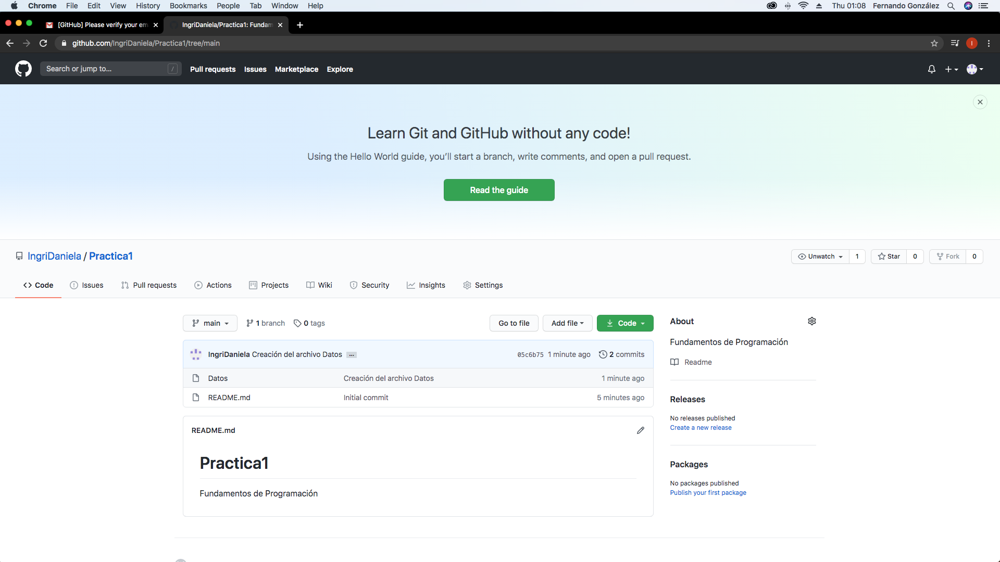 Chrome File Edit View History Bookmarks People Tab Window Help Thu 01:08 Fernando González
[GitHub] Please verify your em IngriDaniela/Practica1: Fundam
github.com/IngriDaniela/Practica1/tree/main I
Search or jump to... / Pull requests Issues Marketplace Explore
Learn Git and GitHub without any code!
Using the Hello World guide, you’ll start a branch, write comments, and open a pull request.
Read the guide
IngriDaniela / Practica1 Unwatch 1 Star 0 Fork 0
Code Issues Pull requests Actions Projects Wiki Security Insights Settings
main 1 branch 0 tags Go to file Add file Code
About
Fundamentos de Programación
Readme
IngriDaniela Creación del archivo Datos ... 05c6b75 1 minute ago 2 commits
Datos Creación del archivo Datos 1 minute ago
README.md Initial commit 5 minutes ago
Releases
No releases published
Create a new release
README.md
Practica1
Fundamentos de Programación
Packages
No packages published
Publish your first package